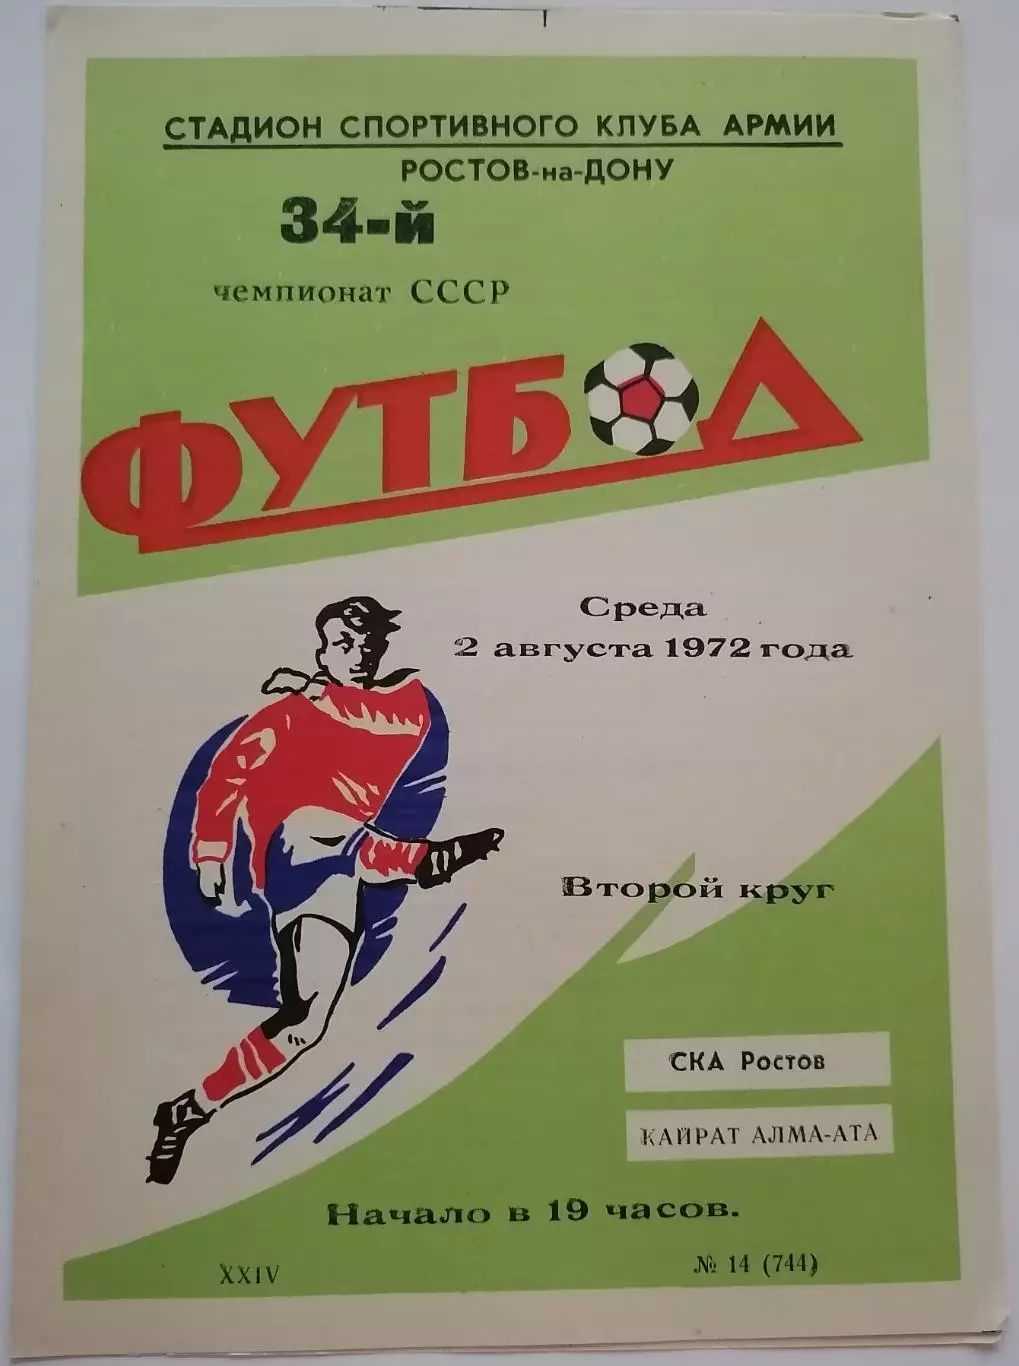 СТАДИОН СПОРТИВНОГО КЛУБА АРМИИ
РОСТОВ-на-ДОНУ
34-й
чемпионат СССР
ФУТБОЛ
Среда
2 августа 1972 года
Второй круг
СКА Ростов
КАЙРАТ АЛМА-АТА
Начало в 19 часов.
XXIV
№ 14 (744)